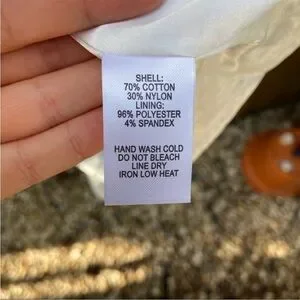 SHELL:
70% COTTON
30% NYLON
LINING:
96% POLYESTER
4% SPANDEX
HAND WASH COLD
DO NOT BLEACH
LINE DRY
IRON LOW HEAT